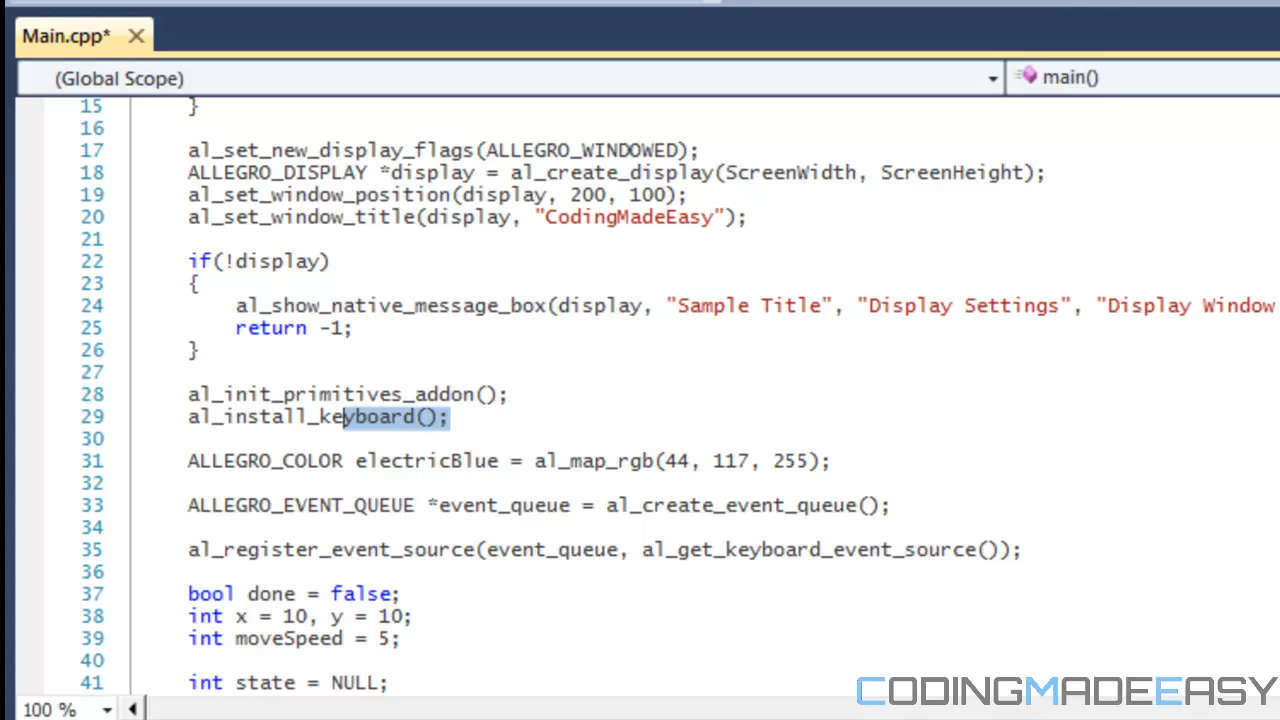 Main.cpp*
(Global Scope)
main()
15 }
16
17 al_set_new_display_flags(ALLEGRO_WINDOWED);
18 ALLEGRO_DISPLAY *display = al_create_display(ScreenWidth, ScreenHeight);
19 al_set_window_position(display, 200, 100);
20 al_set_window_title(display, "CodingMadeEasy");
21
22 if(!display)
23 {
24 al_show_native_message_box(display, "Sample Title", "Display Settings", "Display Window
25 return -1;
26 }
27
28 al_init_primitives_addon();
29 al_install_keyboard();
30
31 ALLEGRO_COLOR electricBlue = al_map_rgb(44, 117, 255);
32
33 ALLEGRO_EVENT_QUEUE *event_queue = al_create_event_queue();
34
35 al_register_event_source(event_queue, al_get_keyboard_event_source());
36
37 bool done = false;
38 int x = 10, y = 10;
39 int moveSpeed = 5;
40
41 int state = NULL;
CODINGMADEEASY
100 %